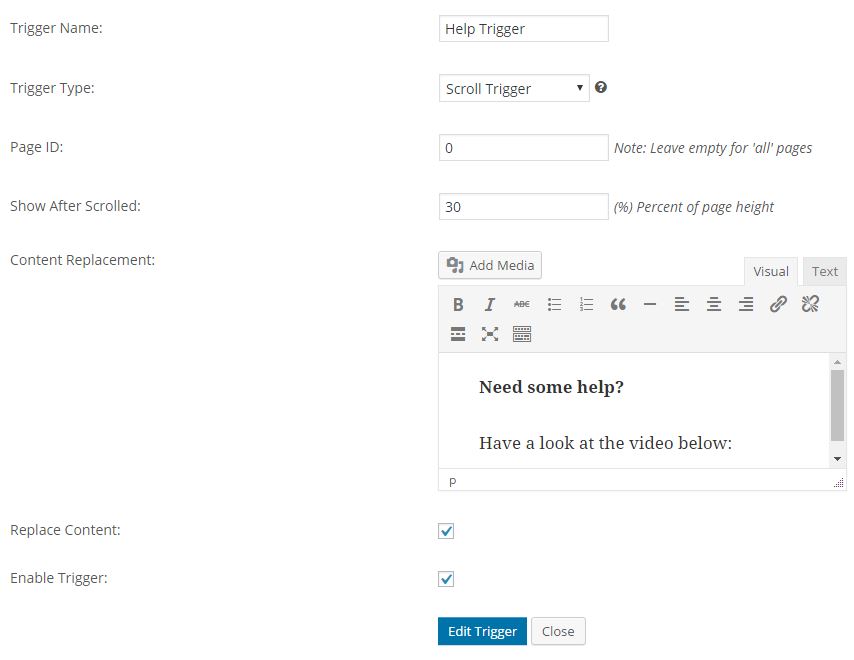 Trigger Name: Help Trigger
Trigger Type: Scroll Trigger
Page ID: 0 Note: Leave empty for 'all' pages
Show After Scrolled: 30 (%) Percent of page height
Content Replacement: Add Media
Visual Text
B I ABC
Need some help?
Have a look at the video below:
p
Replace Content:
Enable Trigger:
Edit Trigger Close